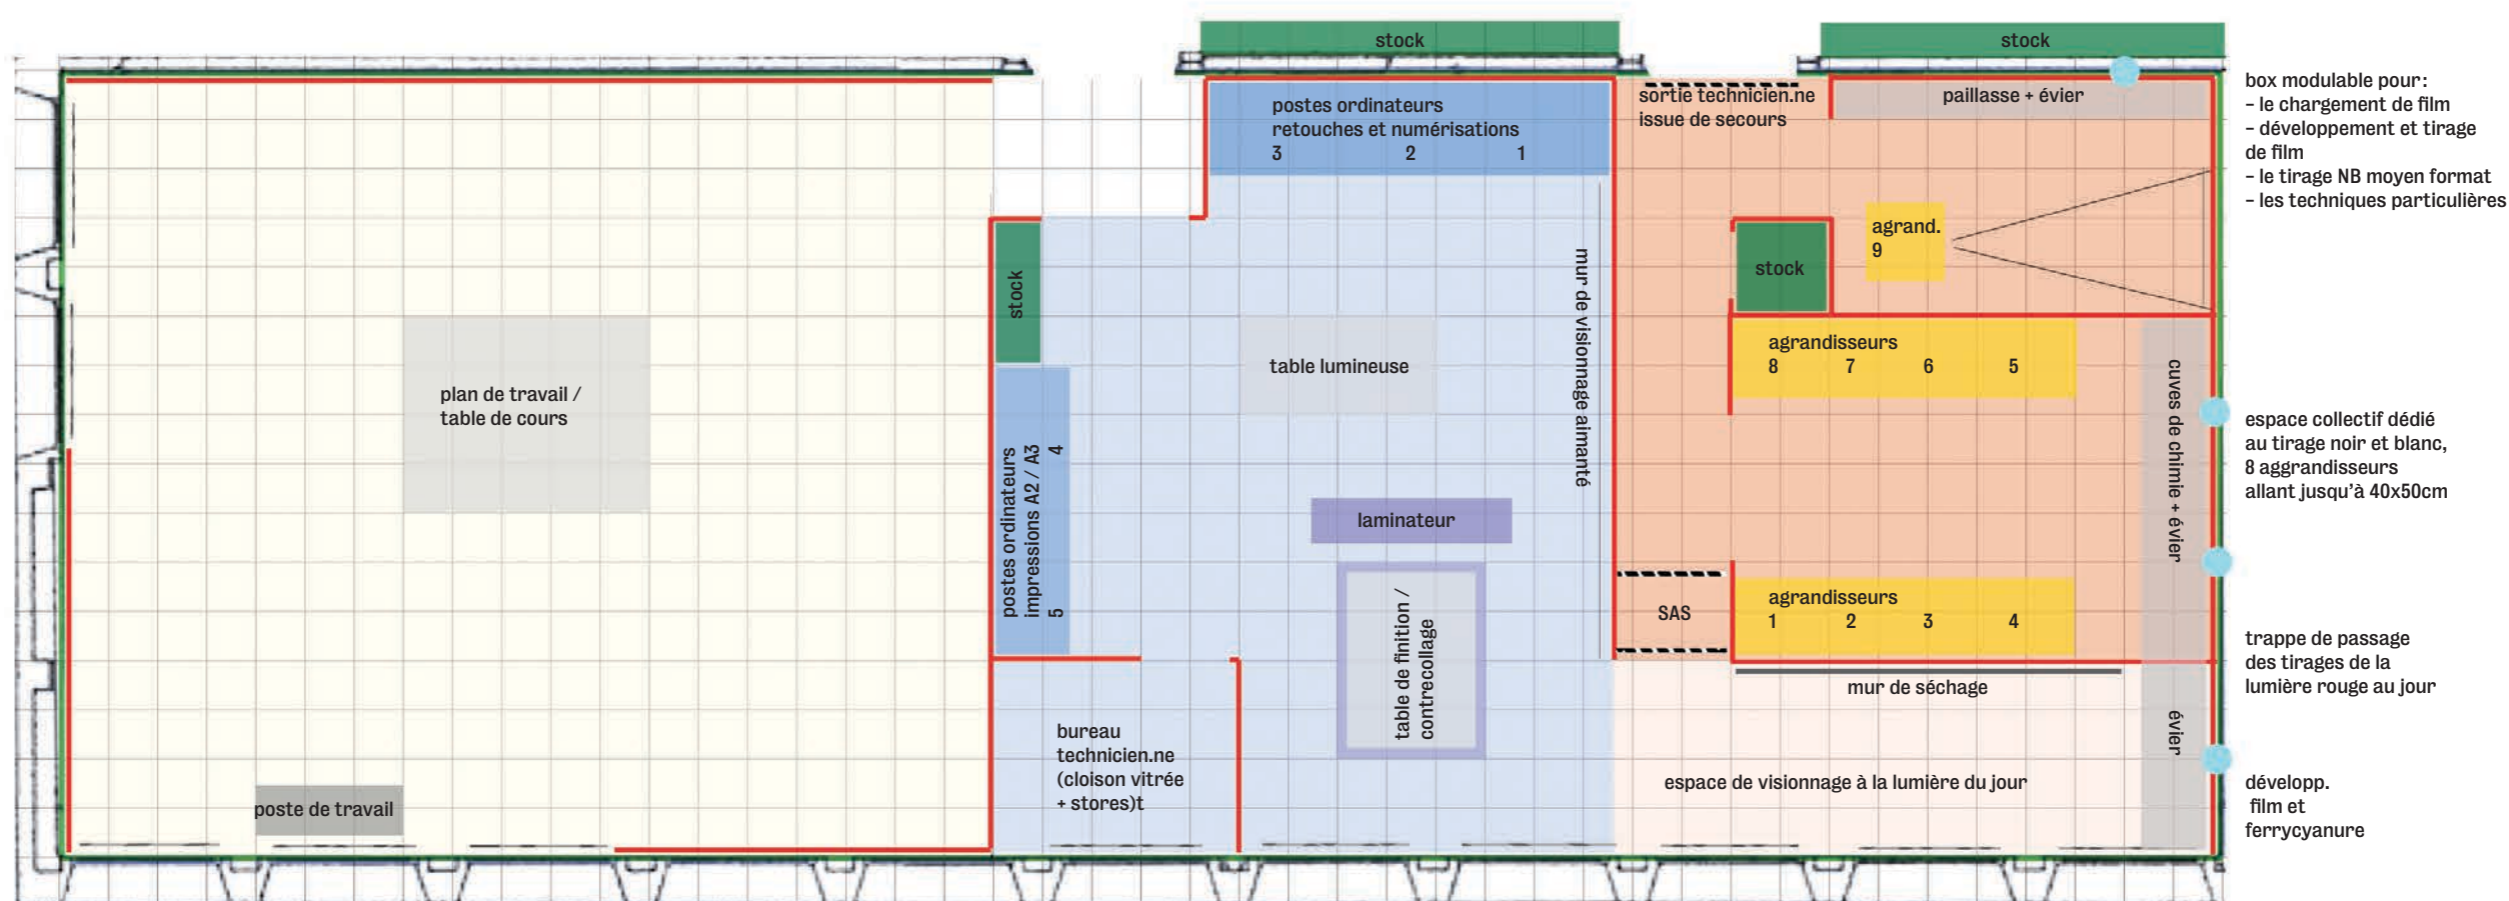 stock
stock
postes ordinateurs
retouches et numérisations
3 2 1
sortie technicien.ne
issue de secours
paillasse + évier
box modulable pour:
– le chargement de film
– développement et tirage
de film
– le tirage NB moyen format
– les techniques particulières
stock
mur de visionnage aimanté
stock
agrand.
9
plan de travail /
table de cours
table lumineuse
agrandisseurs
8 7 6 5
cuves de chimie + évier
espace collectif dédié
au tirage noir et blanc,
8 aggrandisseurs
allant jusqu'à 40x50cm
postes ordinateurs
impressions A2 / A3
5 4
laminateur
table de finition /
contrecollage
SAS
agrandisseurs
1 2 3 4
mur de séchage
trappe de passage
des tirages de la
lumière rouge au jour
bureau
technicien.ne
(cloison vitrée
+ stores)t
évier
espace de visionnage à la lumière du jour
poste de travail
développ.
film et
ferrycyanure